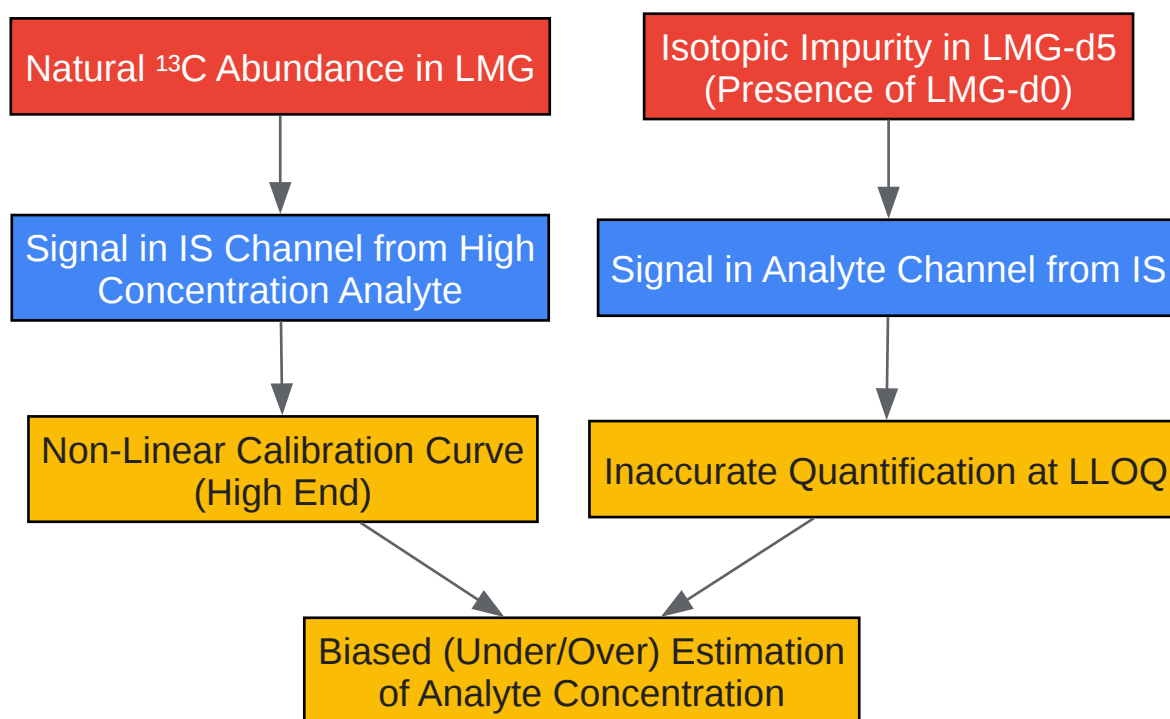 Natural ¹³C Abundance in LMG
Isotopic Impurity in LMG-d5
(Presence of LMG-d0)
Signal in IS Channel from High
Concentration Analyte
Signal in Analyte Channel from IS
Non-Linear Calibration Curve
(High End)
Inaccurate Quantification at LLOQ
Biased (Under/Over) Estimation
of Analyte Concentration